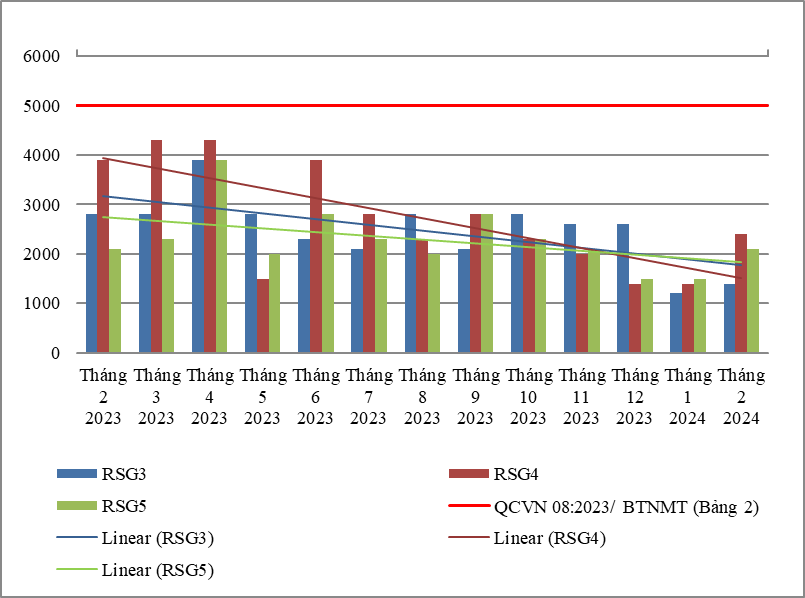 6000
5000
4000
3000
2000
1000
0
Tháng Tháng Tháng Tháng Tháng Tháng Tháng Tháng Tháng Tháng Tháng Tháng Tháng
2 3 4 5 6 7 8 9 10 11 12 1 2
2023 2023 2023 2023 2023 2023 2023 2023 2023 2023 2023 2024 2024
RSG3 RSG4
RSG5 QCVN 08:2023/ BTNMT (Bảng 2)
Linear (RSG3) Linear (RSG4)
Linear (RSG5)